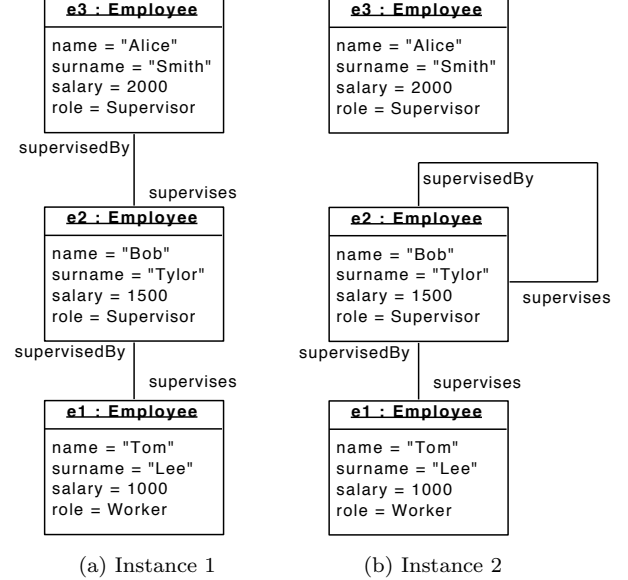 e3 : Employee
name = "Alice"
surname = "Smith"
salary = 2000
role = Supervisor
supervisedBy
supervises
e2 : Employee
name = "Bob"
surname = "Tylor"
salary = 1500
role = Supervisor
supervisedBy
supervises
e1 : Employee
name = "Tom"
surname = "Lee"
salary = 1000
role = Worker
(a) Instance 1
e3 : Employee
name = "Alice"
surname = "Smith"
salary = 2000
role = Supervisor
supervisedBy
e2 : Employee
name = "Bob"
surname = "Tylor"
salary = 1500
role = Supervisor
supervises
supervisedBy
supervises
e1 : Employee
name = "Tom"
surname = "Lee"
salary = 1000
role = Worker
(b) Instance 2